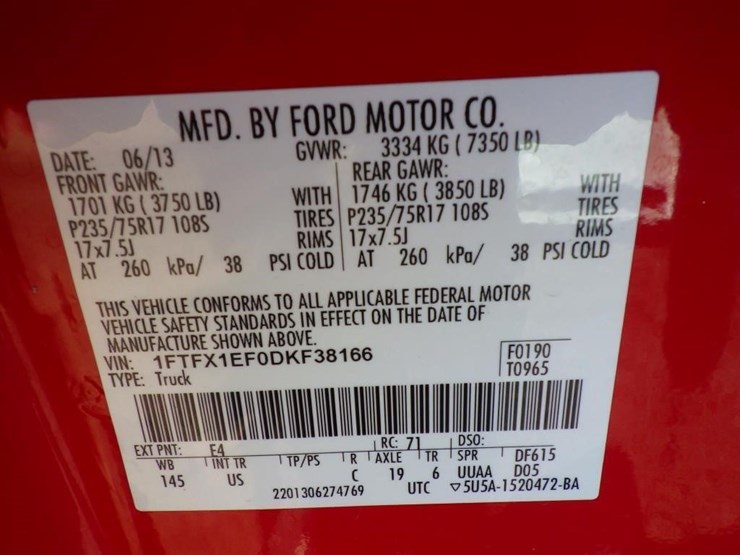 MFD. BY FORD MOTOR CO.
DATE: 06/13 GVWR: 3334 KG ( 7350 LB)
FRONT GAWR: REAR GAWR:
1701 KG ( 3750 LB) WITH 1746 KG ( 3850 LB) WITH
P235/75R17 108S TIRES P235/75R17 108S TIRES
17x7.5J RIMS 17x7.5J RIMS
AT 260 kPa/ 38 PSI COLD AT 260 kPa/ 38 PSI COLD
THIS VEHICLE CONFORMS TO ALL APPLICABLE FEDERAL MOTOR
VEHICLE SAFETY STANDARDS IN EFFECT ON THE DATE OF
MANUFACTURE SHOWN ABOVE.
VIN: 1FTFX1EF0DKF38166 F0190
TYPE: Truck T0965
EXT PNT: E4 RC: 71 DSO:
WB INT TR TP/PS R AXLE TR SPR DF615
145 US C 19 6 UUAA D05
2201306274769 UTC ▽5U5A-1520472-BA